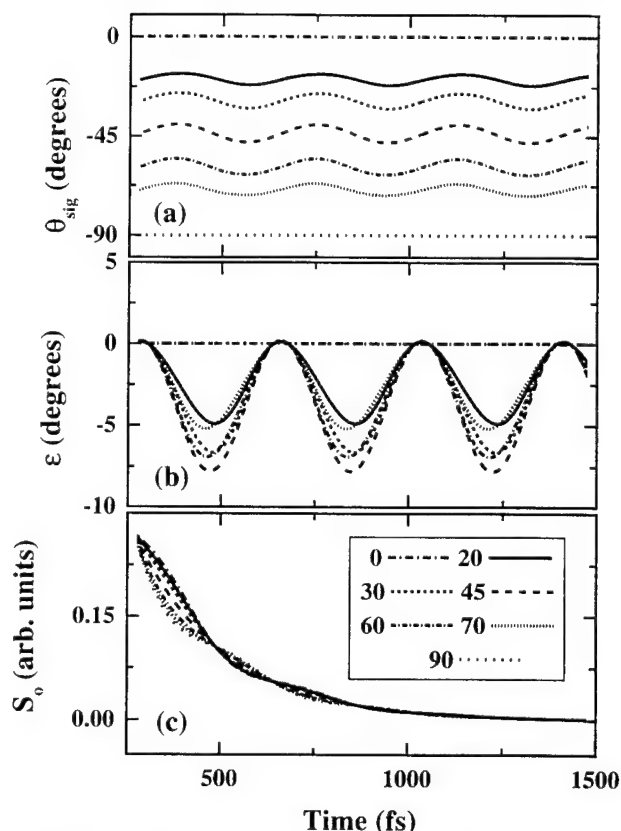 0
-45
-90
θsig (degrees)
(a)
5
0
-5
-10
ε (degrees)
(b)
0.15
0.00
So (arb. units)
(c)
0 20
30 45
60 70
90
500 1000 1500
Time (fs)